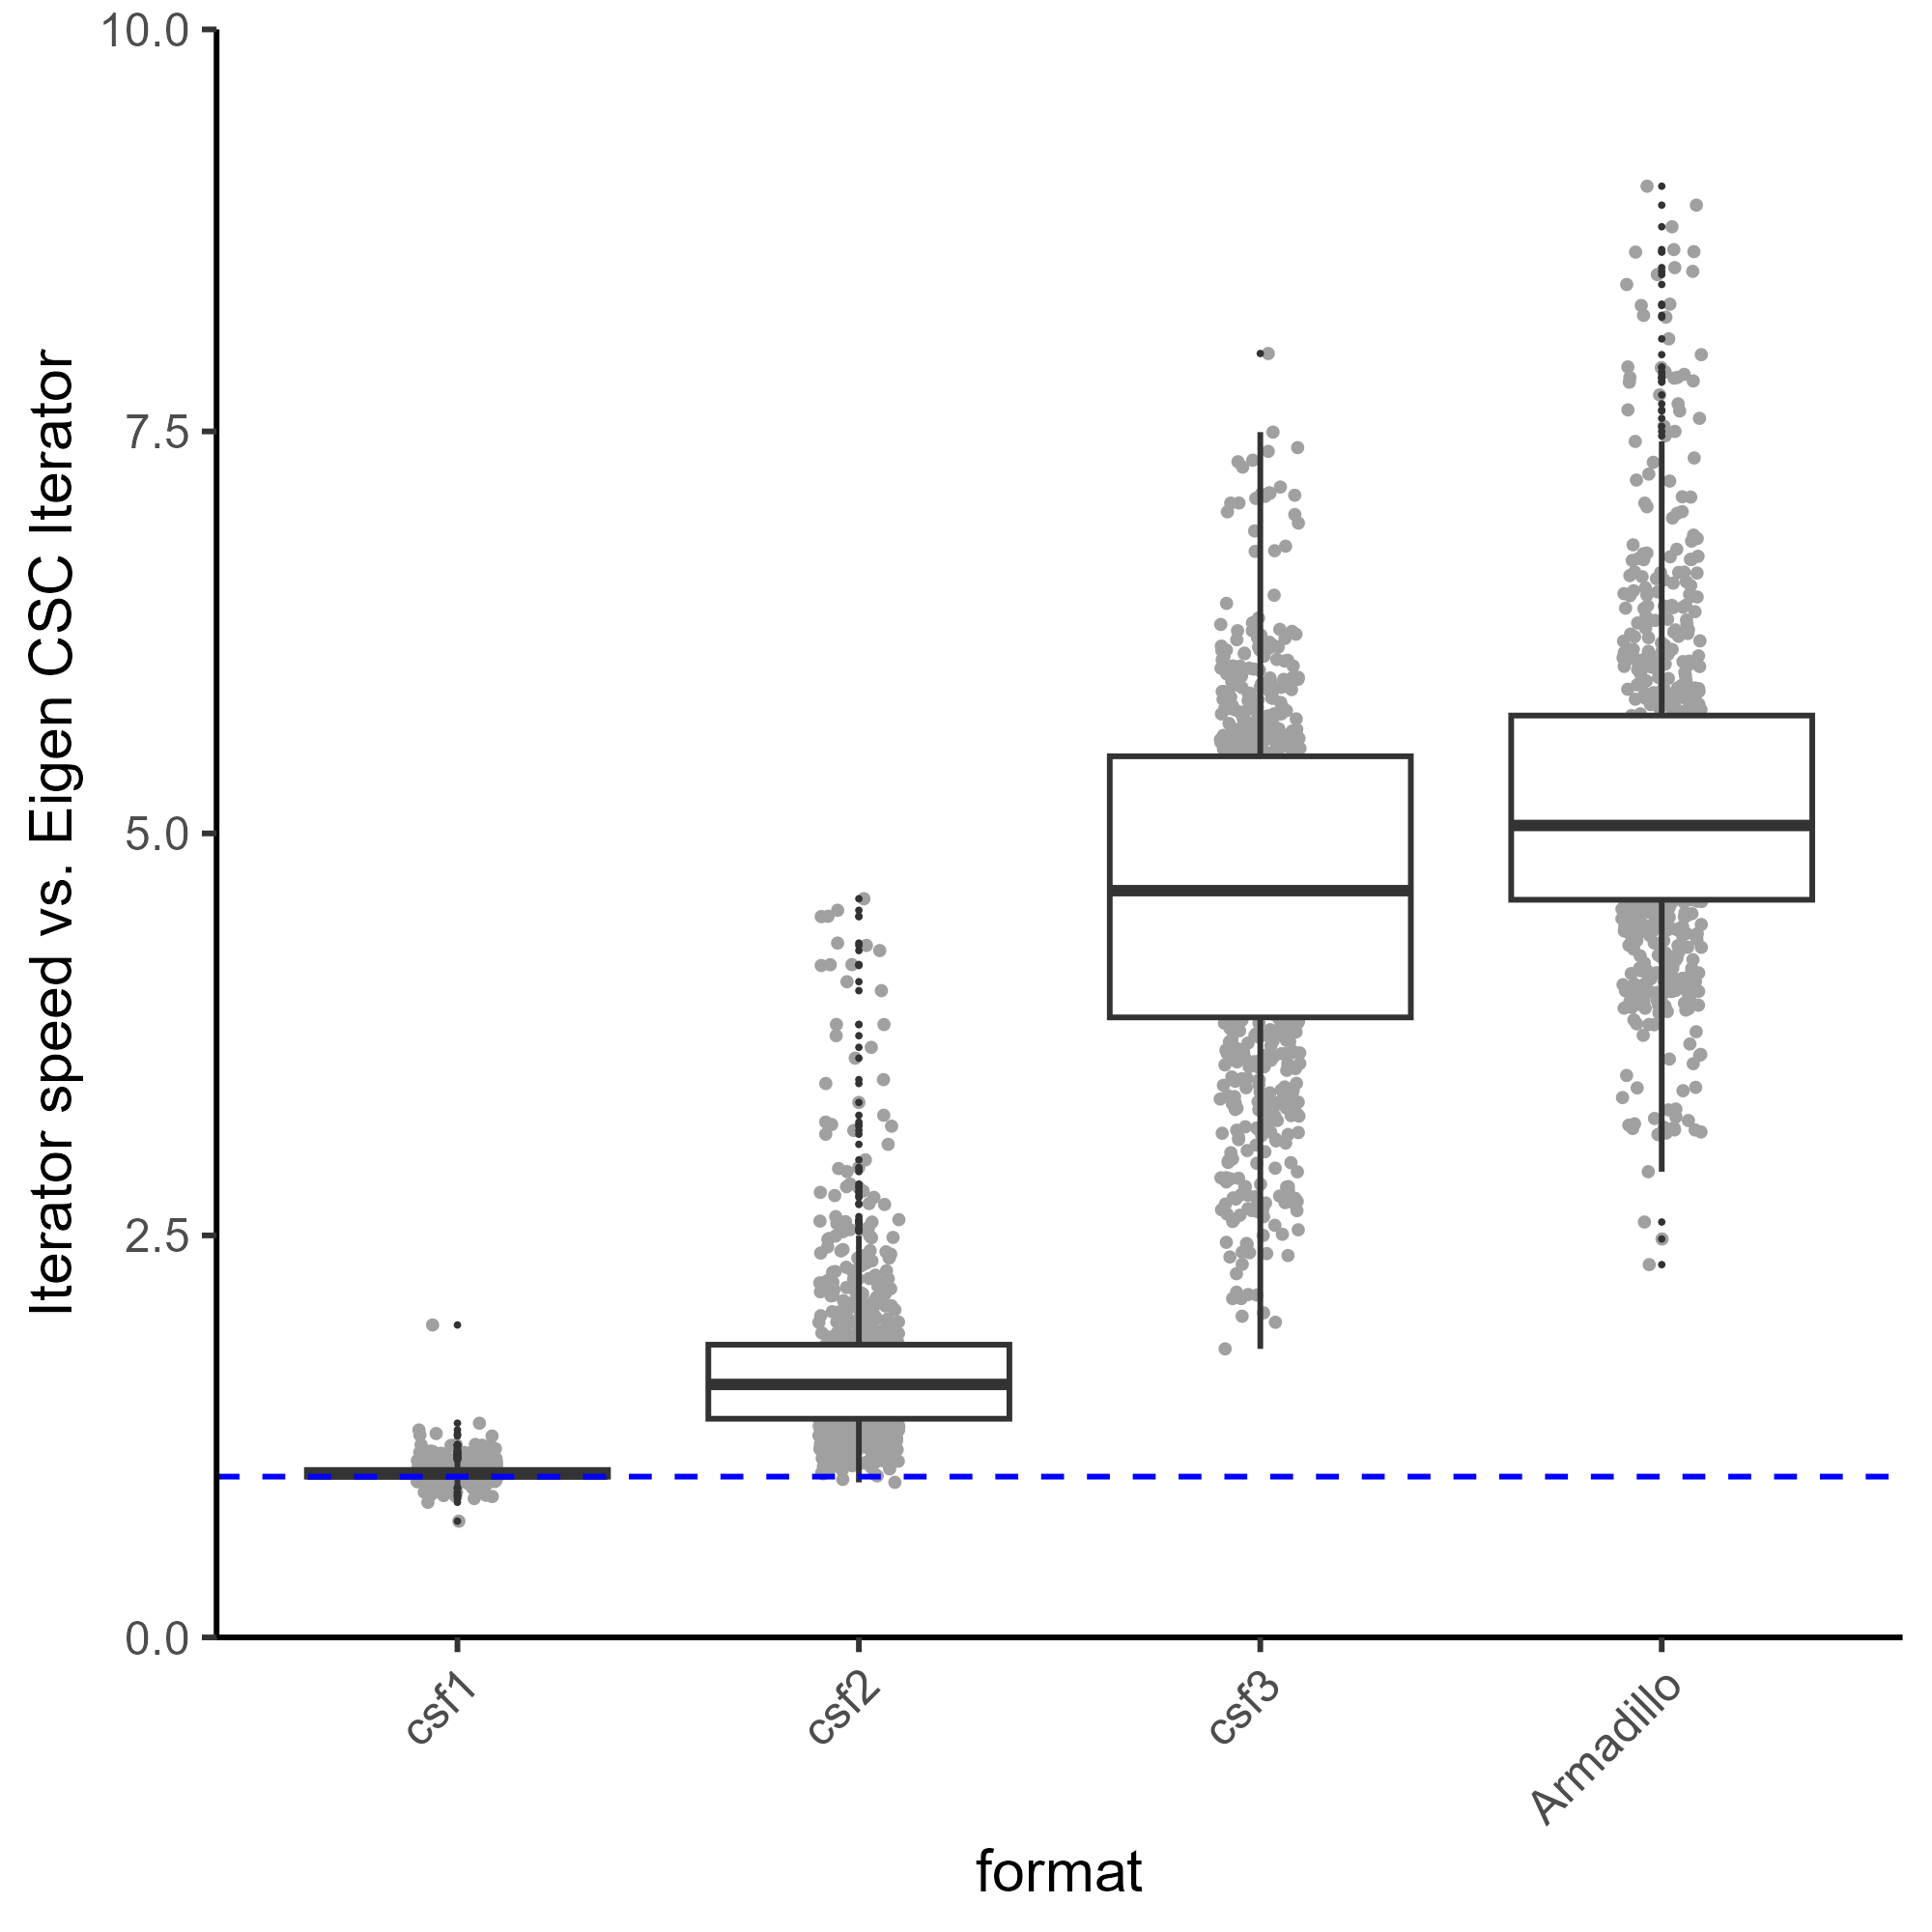 Iterator speed vs. Eigen CSC Iterator
10.0
7.5
5.0
2.5
0.0
csf1
csf2
csf3
Armadillo
format